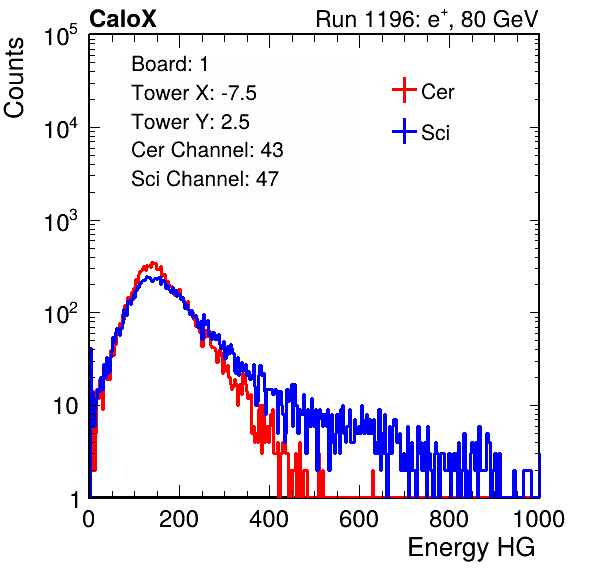 CaloX Run 1196: e⁺, 80 GeV
Counts
Board: 1
Tower X: -7.5
Tower Y: 2.5
Cer Channel: 43
Sci Channel: 47
Cer
Sci
10⁵
10⁴
10³
10²
10
1
0 200 400 600 800 1000
Energy HG